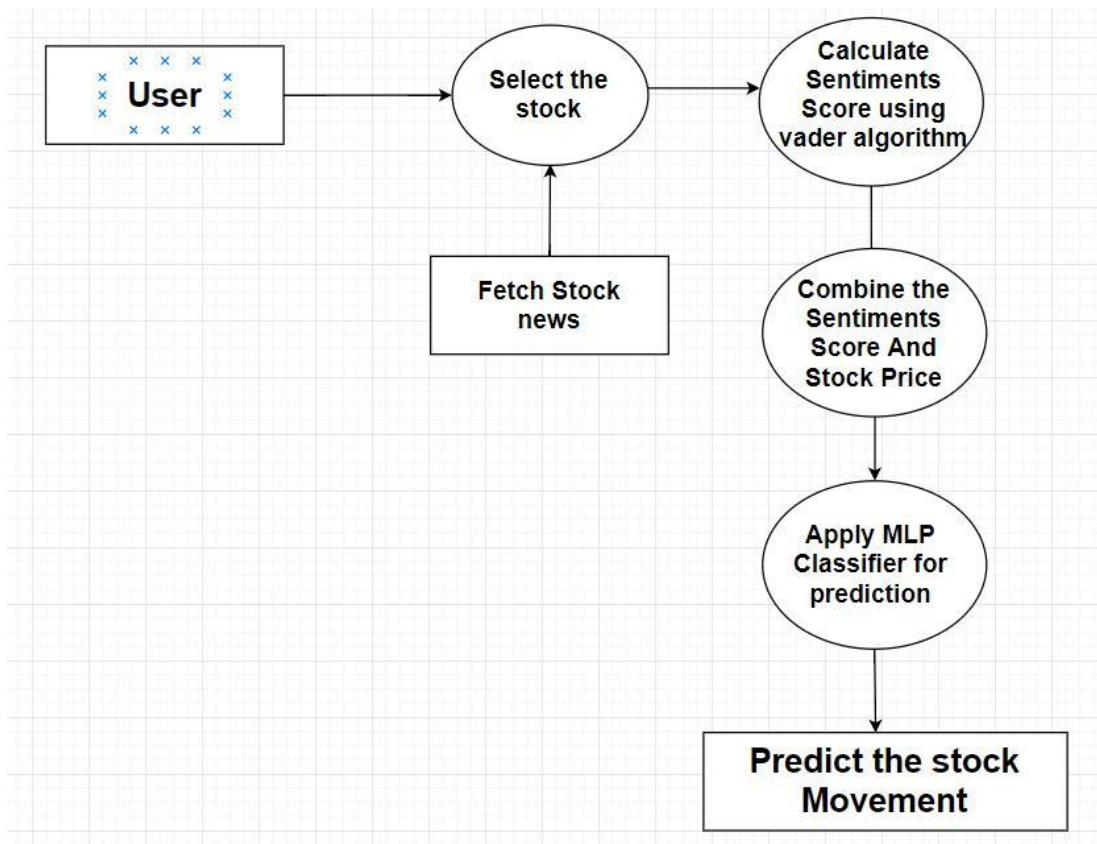 User
Select the
stock
Calculate
Sentiments
Score using
vader algorithm
Fetch Stock
news
Combine the
Sentiments
Score And
Stock Price
Apply MLP
Classifier for
prediction
Predict the stock
Movement